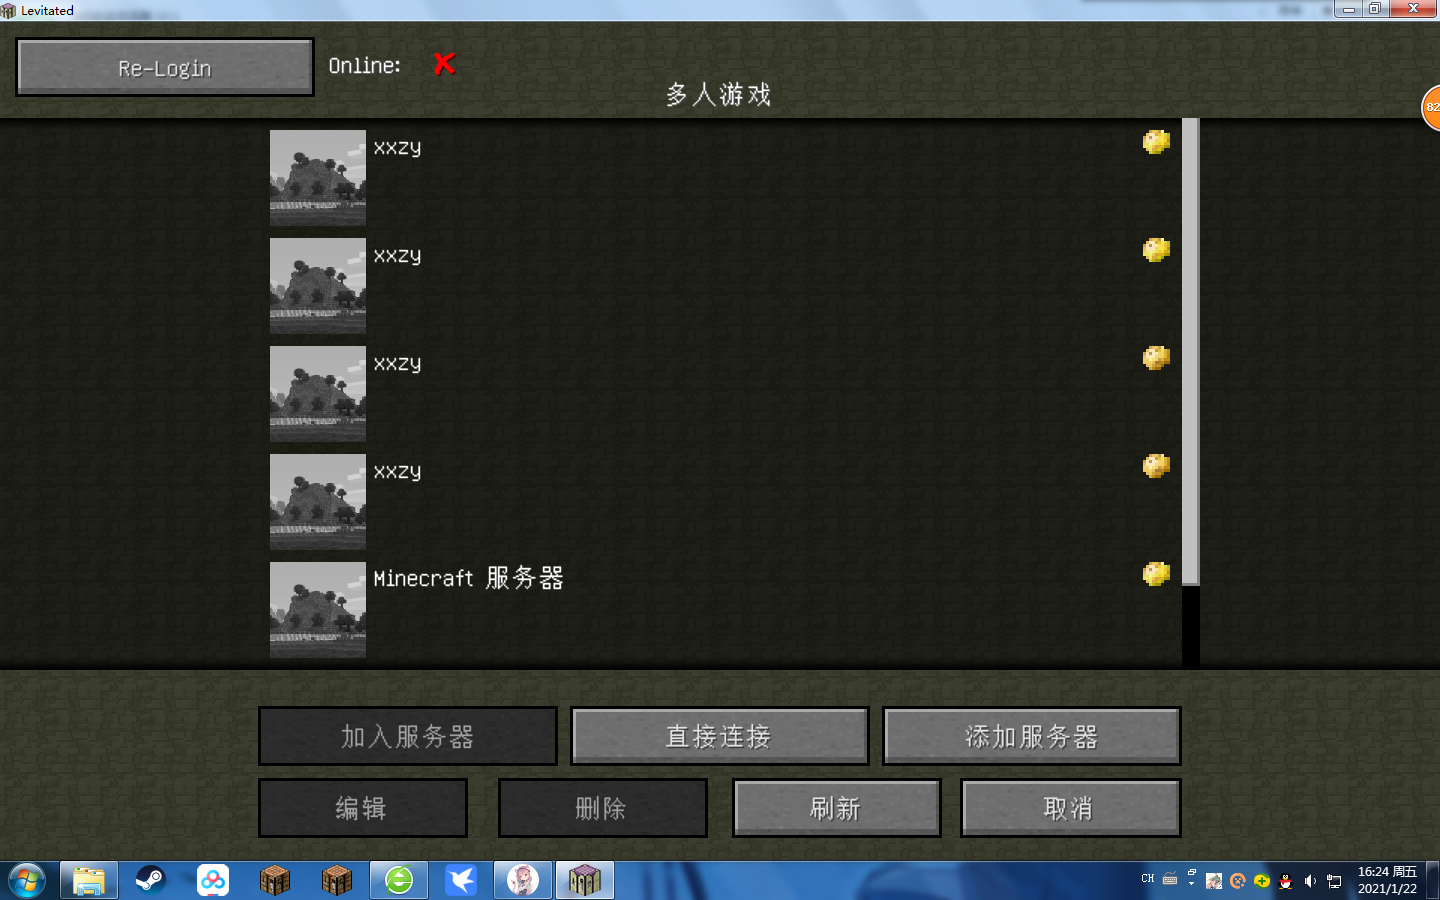 Levitated
Re-Login
Online:
多人游戏
82
xxzy
xxzy
xxzy
xxzy
Minecraft 服务器
加入服务器
直接连接
添加服务器
编辑
删除
刷新
取消
CH
16:24 周五
2021/1/22